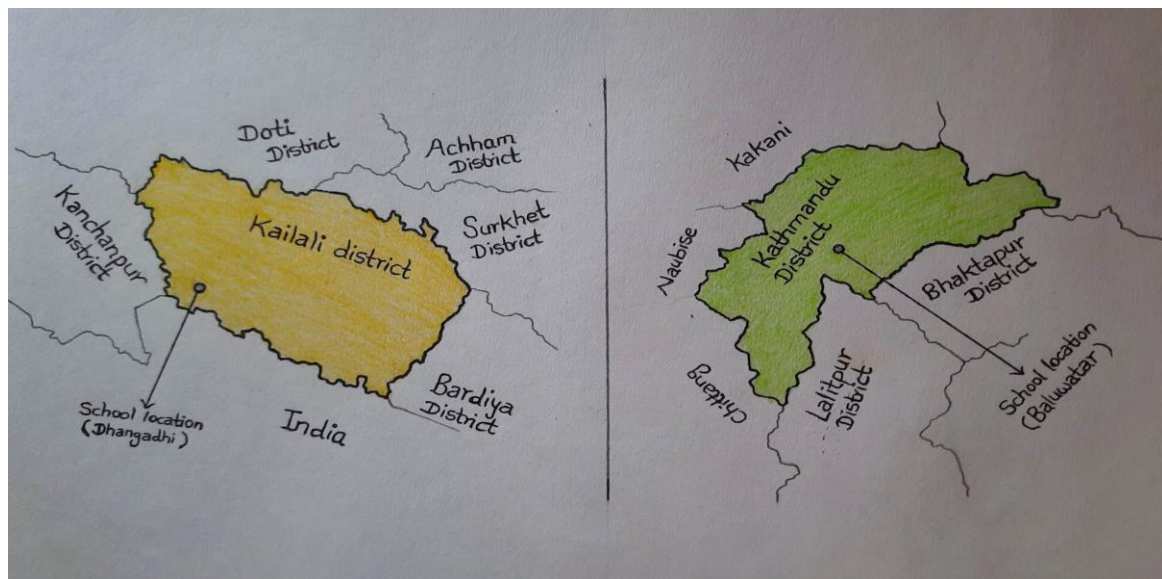 Doti
District
Achham
District
Kanchanpur
District
Kailali district
Surkhet
District
School location
(Dhangadhi)
India
Bardiya
District
Kakani
Naubise
Kathmandu
District
Bhaktapur
District
Chitlang
Lalitpur
District
School location
(Baluwatar)